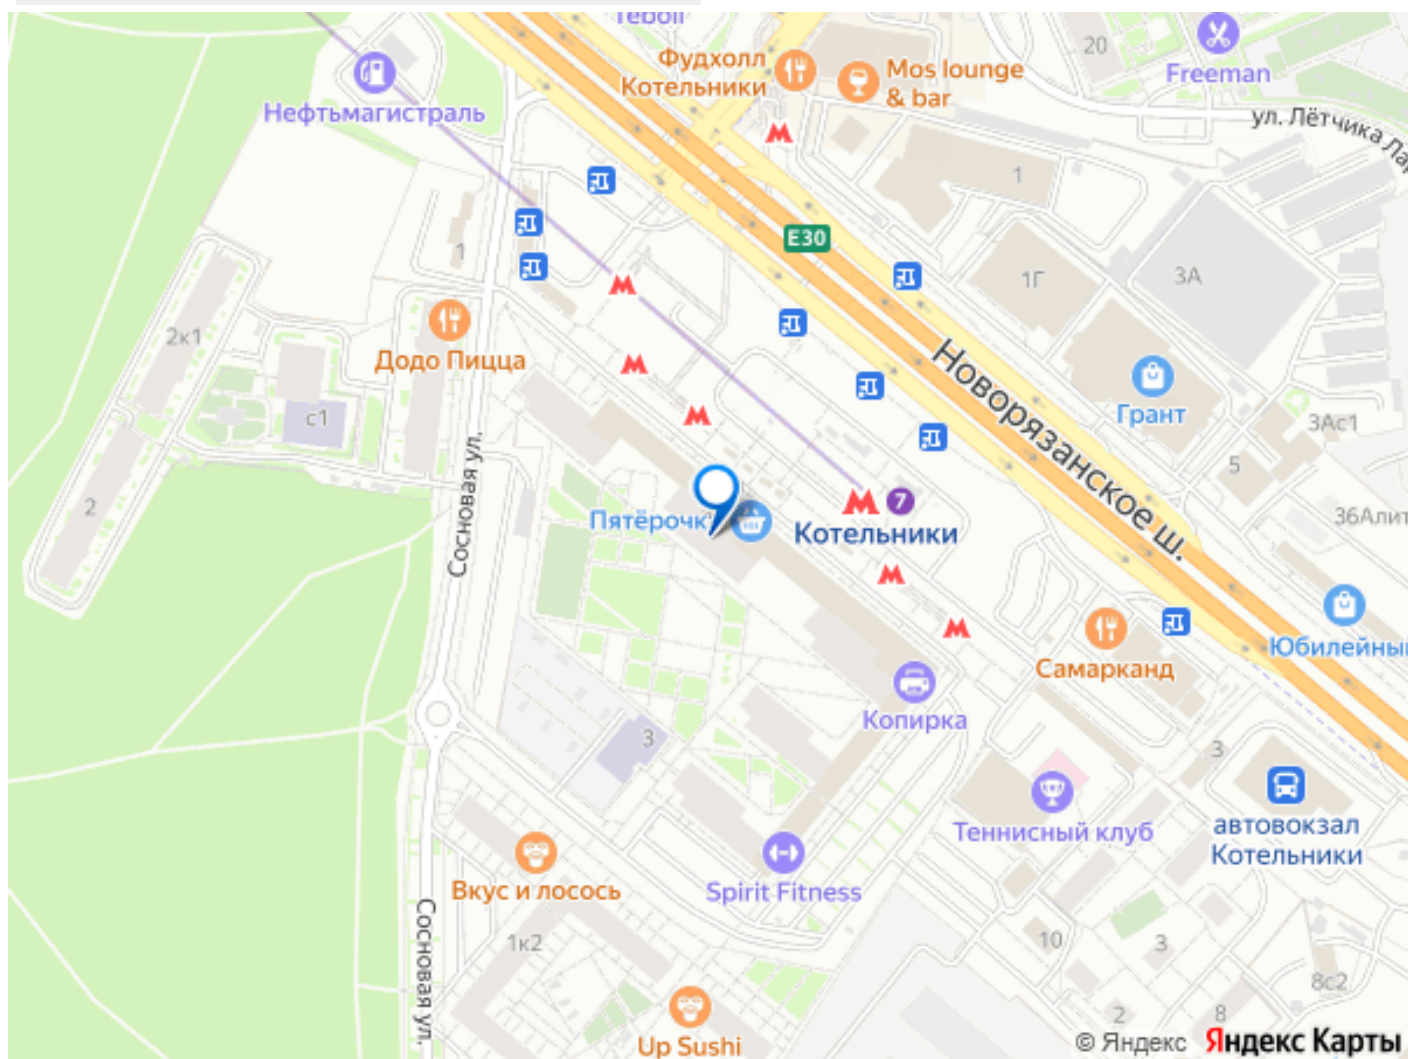 Teboil
20
Freeman
Фудхолл
Котельники
Mos lounge
& bar
Нефтьмагистраль
ул. Лётчика
1
E30
1
1Г
3А
2к1
Додо Пицца
с1
Новорязанское ш.
Грант
3Ас1
5
2
Сосновая ул.
7
Котельники
36Алит
Юбилейный
Самарканд
Копирка
3
3
Теннисный клуб
автовокзал
Котельники
Вкус и лосось
Spirit Fitness
Сосновая ул.
1к2
10
3
8с2
2
8
Up Sushi
© Яндекс Яндекс Карты